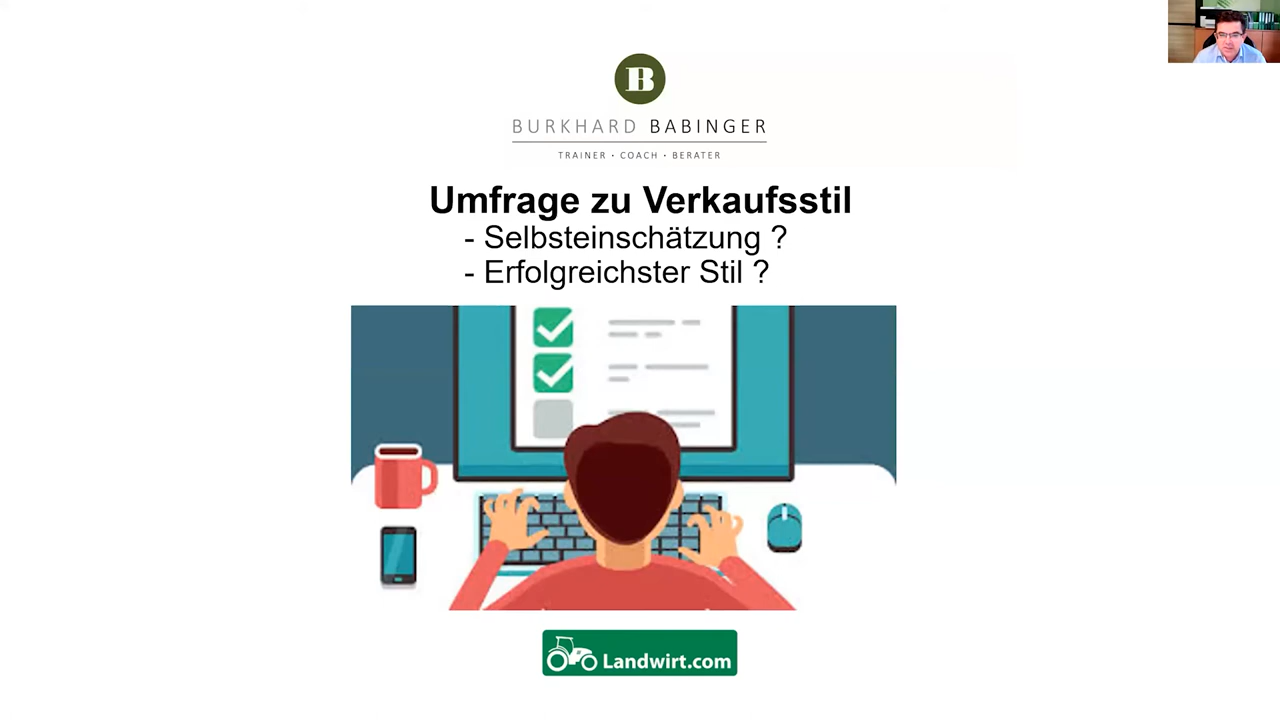 B
BURKHARD BABINGER
TRAINER • COACH • BERATER
Umfrage zu Verkaufsstil
- Selbsteinschätzung ?
- Erfolgreichster Stil ?
Landwirt.com